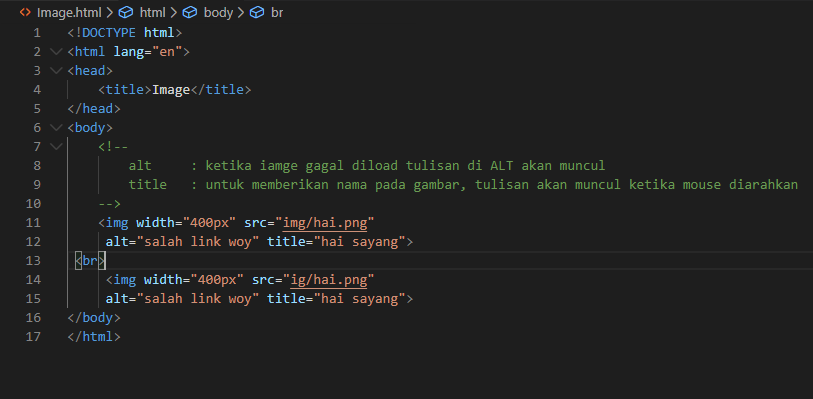 Image.html > html > body > br
1 <!DOCTYPE html>
2 <html lang="en">
3 <head>
4 <title>Image</title>
5 </head>
6 <body>
7 <!--
8 alt : ketika iamge gagal diload tulisan di ALT akan muncul
9 title : untuk memberikan nama pada gambar, tulisan akan muncul ketika mouse diarahkan
10 -->
11 <img width="400px" src="img/hai.png"
12 alt="salah link woy" title="hai sayang">
13 <br>
14 <img width="400px" src="ig/hai.png"
15 alt="salah link woy" title="hai sayang">
16 </body>
17 </html>